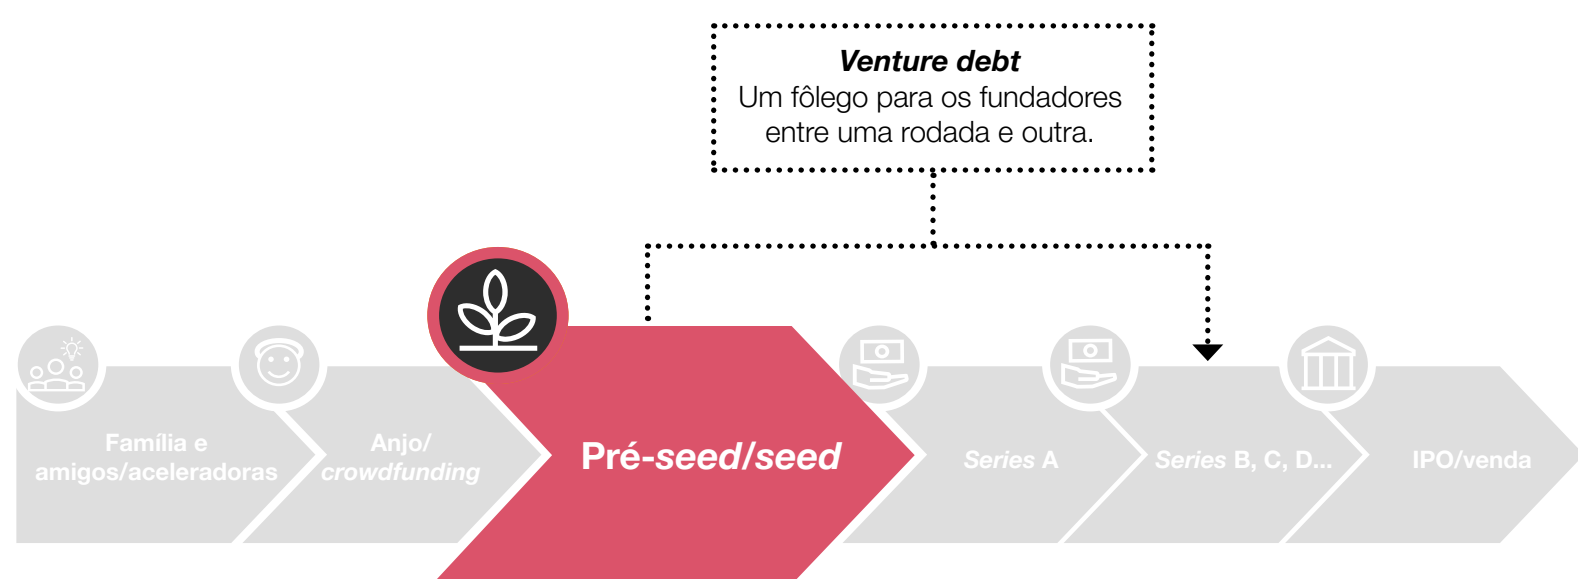 Venture debt
Um fôlego para os fundadores
entre uma rodada e outra.
Família e
amigos/aceleradoras
Anjo/
crowdfunding
Pré-seed/seed
Series A
Series B, C, D...
IPO/venda